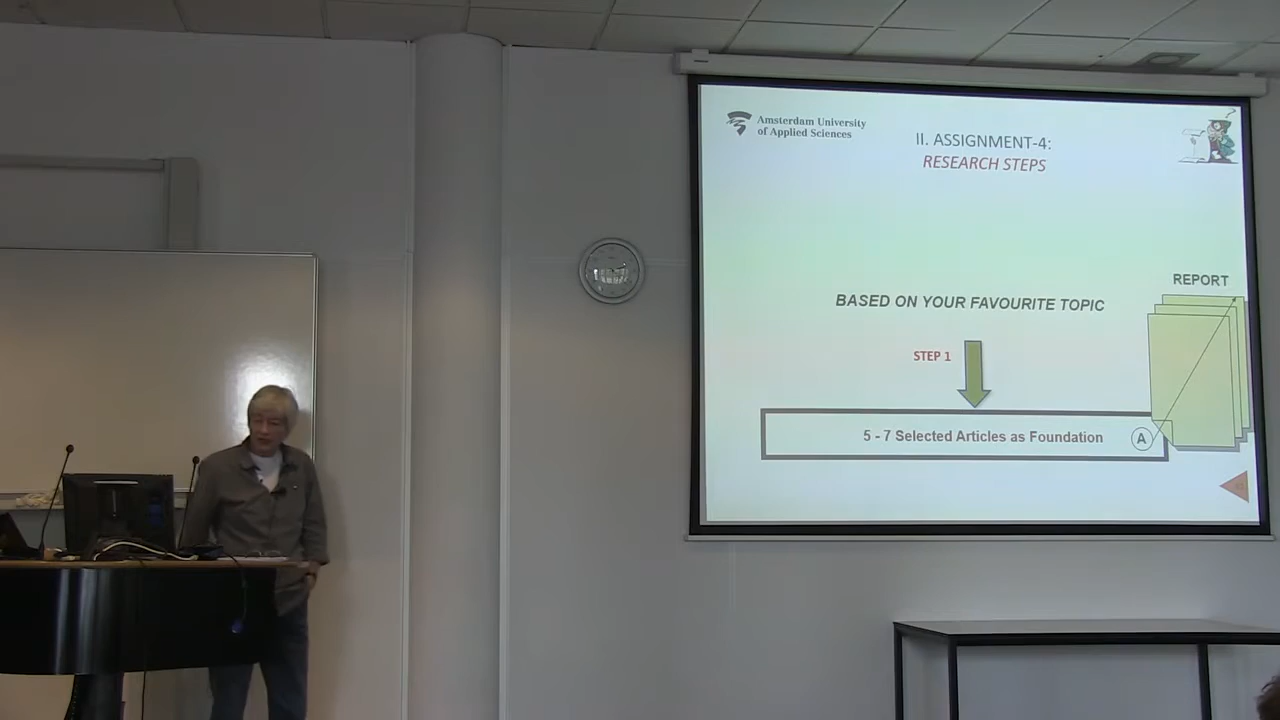 Amsterdam University
of Applied Sciences
II. ASSIGNMENT-4:
RESEARCH STEPS
REPORT
BASED ON YOUR FAVOURITE TOPIC
STEP 1
5 - 7 Selected Articles as Foundation
A